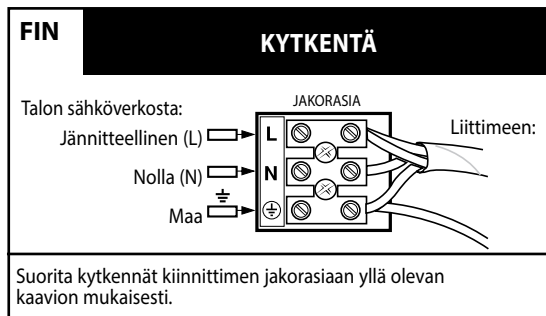 FIN
KYTKENTÄ
Talon sähköverkosta:
JAKORASIA
Jännitteellinen (L)
L
Liittimeen:
Nolla (N)
N
Maa
Suorita kytkennät kiinnittimen jakorasiaan yllä olevan
kaavion mukaisesti.